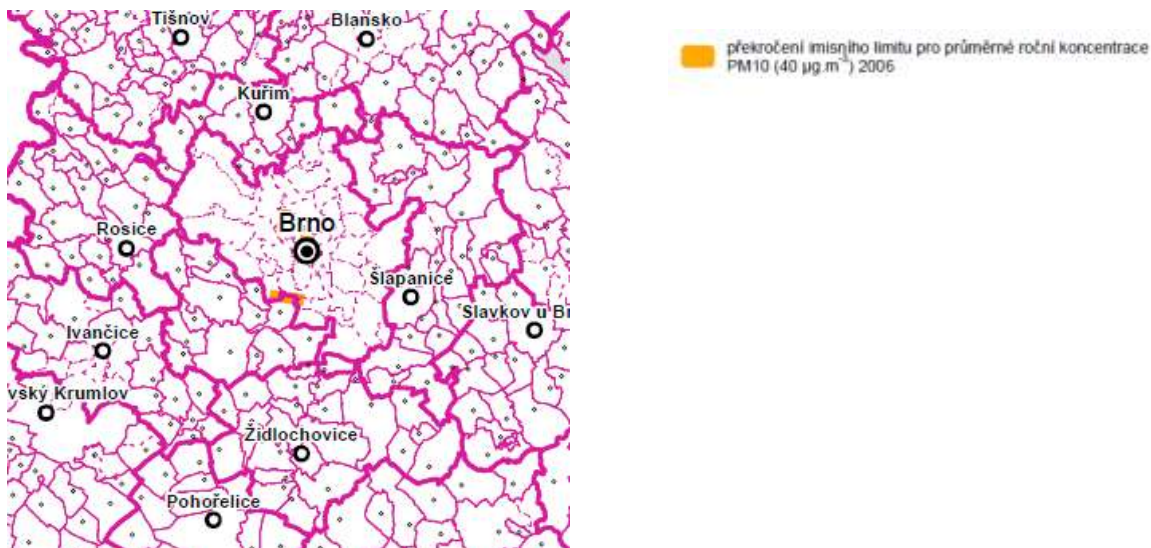 Tišnov
Blansko
Kuřim
Brno
Rosice
Šlapanice
Slavkov u Br
Ivančice
vský Krumlov
Židlochovice
Pohořelice
překročení imisního limitu pro průměrné roční koncentrace
PM10 (40 µg.m⁻³) 2006